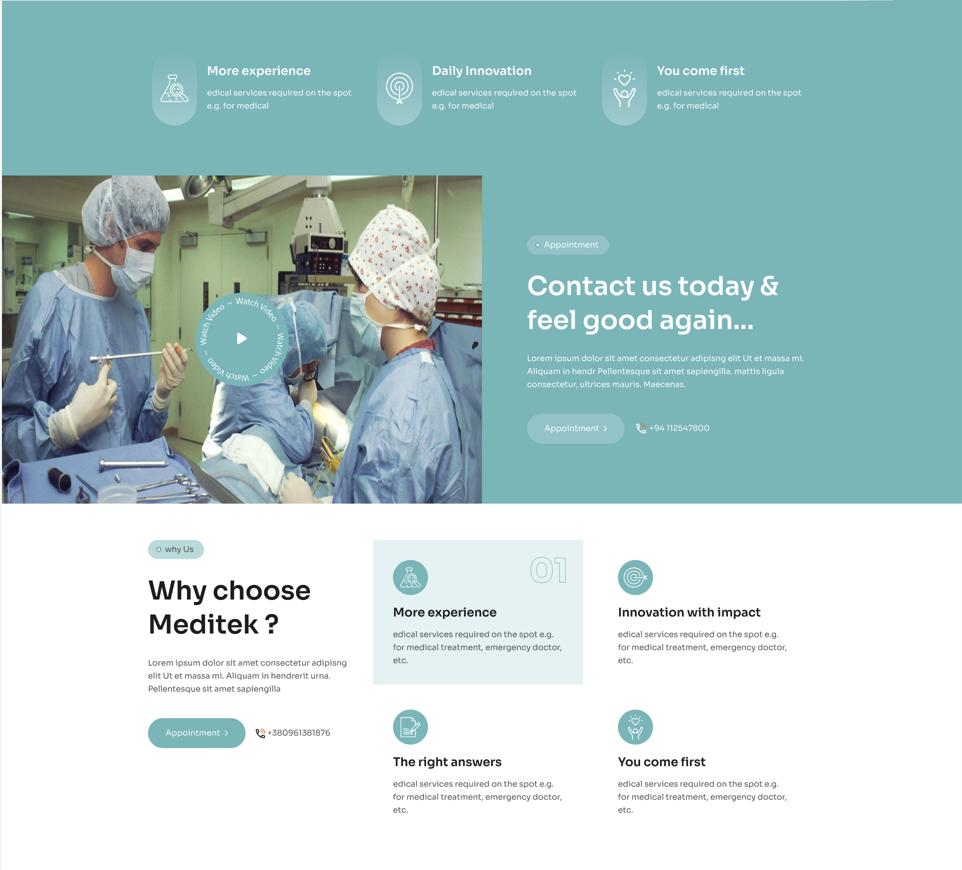 More experience
edical services required on the spot
e.g. for medical
Daily Innovation
edical services required on the spot
e.g. for medical
You come first
edical services required on the spot
e.g. for medical
Watch Video ~ Watch Video ~ Watch Video ~ Watch Video ~
Appointment
Contact us today &
feel good again...
Lorem ipsum dolor sit amet consectetur adipisng elit Ut et massa mi.
Aliquam in hendr Pellentesque sit amet sapiengilla, mattis ligula
consectetur, ultrices mauris. Maecenas.
Appointment >
+94 112547800
why Us
Why choose
Meditek ?
Lorem ipsum dolor sit amet consectetur adipisng
elit Ut et massa mi. Aliquam in hendrerit urna.
Pellentesque sit amet sapiengilla
Appointment >
+380961381876
01
More experience
edical services required on the spot e.g.
for medical treatment, emergency doctor,
etc.
Innovation with impact
edical services required on the spot e.g.
for medical treatment, emergency doctor,
etc.
The right answers
edical services required on the spot e.g.
for medical treatment, emergency doctor,
etc.
You come first
edical services required on the spot e.g.
for medical treatment, emergency doctor,
etc.